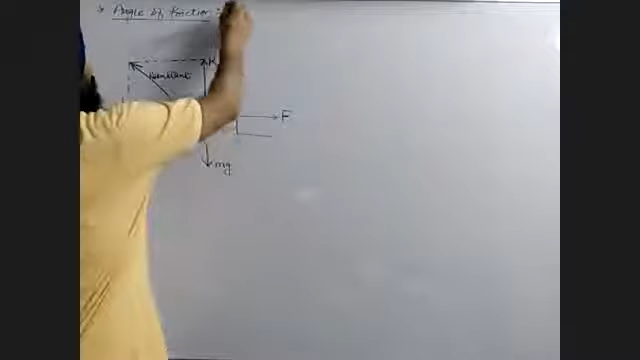 * Angle of friction :-
R
Resultant
F
mg